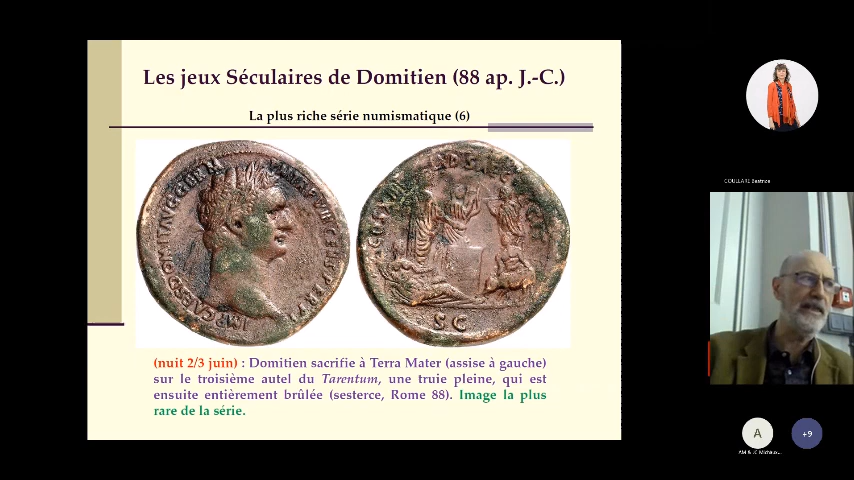 Les jeux Séculaires de Domitien (88 ap. J.-C.)
La plus riche série numismatique (6)
S C
(nuit 2/3 juin) : Domitien sacrifie à Terra Mater (assise à gauche)
sur le troisième autel du Tarentum, une truie pleine, qui est
ensuite entièrement brûlée (sesterce, Rome 88). Image la plus
rare de la série.
A
+9